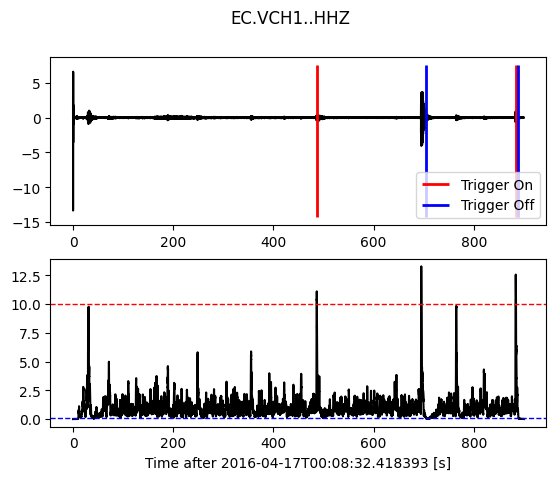 EC.VCH1..HHZ
5
0
−5
−10
−15
Trigger On
Trigger Off
0 200 400 600 800
12.5
10.0
7.5
5.0
2.5
0.0
0 200 400 600 800
Time after 2016-04-17T00:08:32.418393 [s]